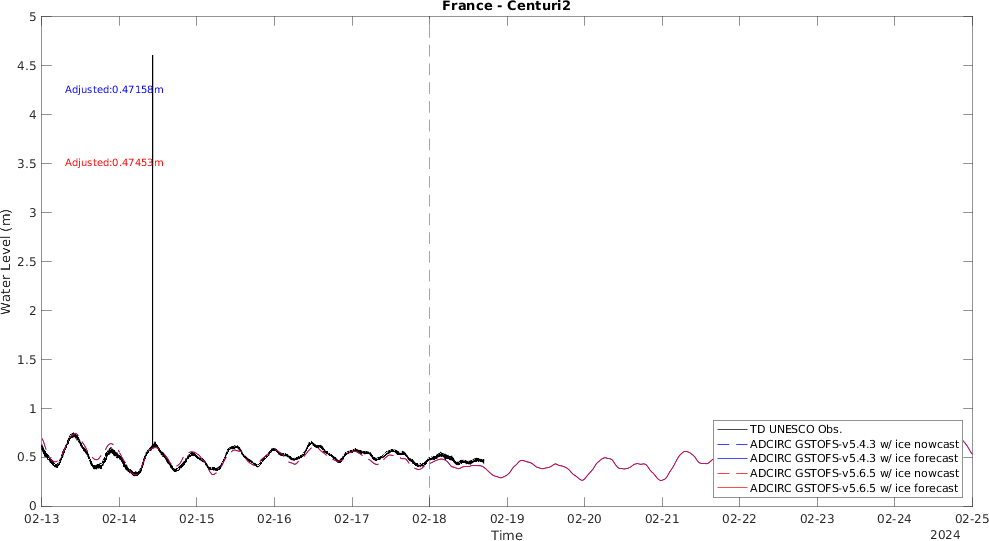 France - Centuri2
5
4.5
4
3.5
3
2.5
2
1.5
1
0.5
0
Water Level (m)
Adjusted:0.47158m
Adjusted:0.47453m
TD UNESCO Obs.
ADCIRC GSTOFS-v5.4.3 w/ ice nowcast
ADCIRC GSTOFS-v5.4.3 w/ ice forecast
ADCIRC GSTOFS-v5.6.5 w/ ice nowcast
ADCIRC GSTOFS-v5.6.5 w/ ice forecast
02-13 02-14 02-15 02-16 02-17 02-18 02-19 02-20 02-21 02-22 02-23 02-24 02-25
Time
2024